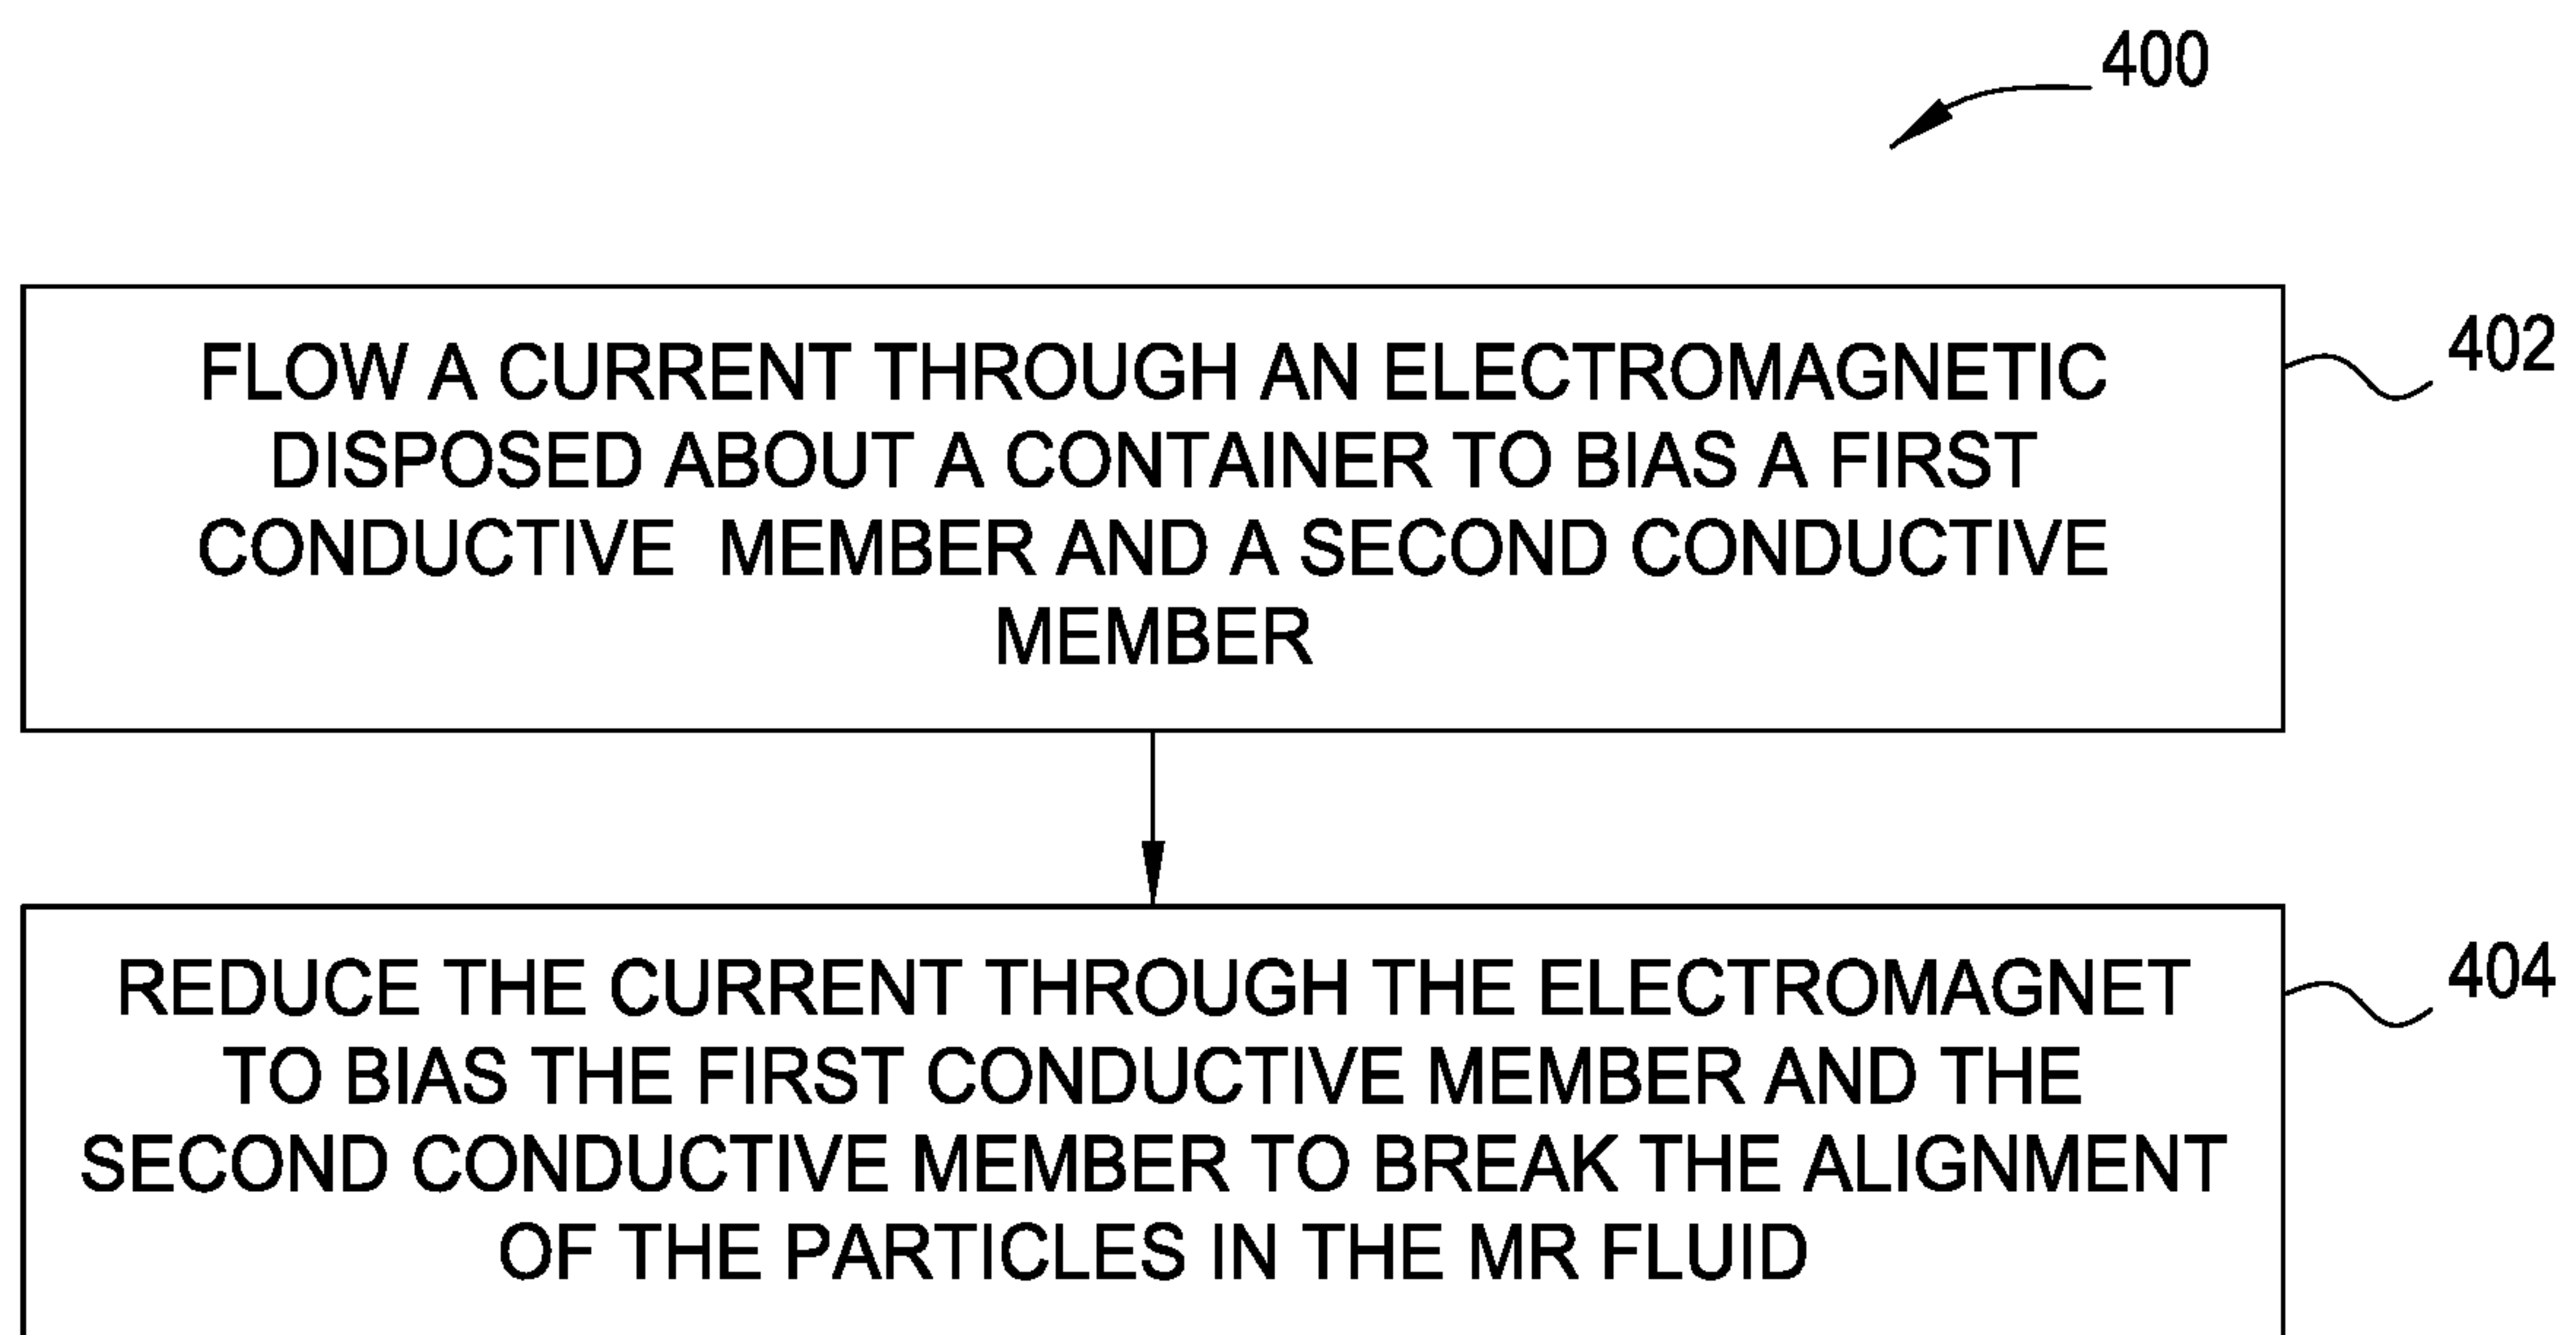 400
FLOW A CURRENT THROUGH AN ELECTROMAGNETIC
DISPOSED ABOUT A CONTAINER TO BIAS A FIRST
CONDUCTIVE MEMBER AND A SECOND CONDUCTIVE
MEMBER
402
REDUCE THE CURRENT THROUGH THE ELECTROMAGNET
TO BIAS THE FIRST CONDUCTIVE MEMBER AND THE
SECOND CONDUCTIVE MEMBER TO BREAK THE ALIGNMENT
OF THE PARTICLES IN THE MR FLUID
404